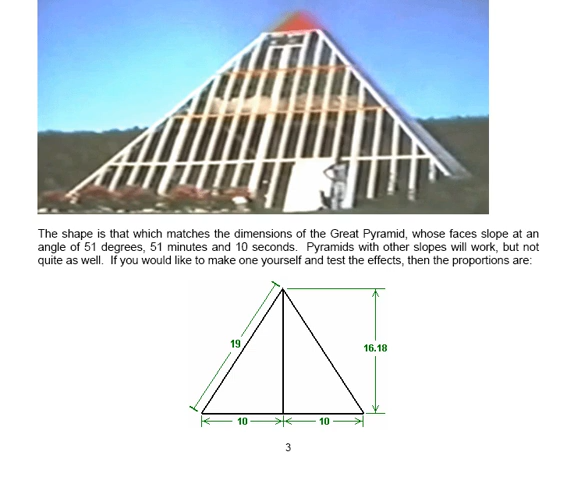 The shape is that which matches the dimensions of the Great Pyramid, whose faces slope at an
angle of 51 degrees, 51 minutes and 10 seconds. Pyramids with other slopes will work, but not
quite as well. If you would like to make one yourself and test the effects, then the proportions are:
19
16.18
10
10
3